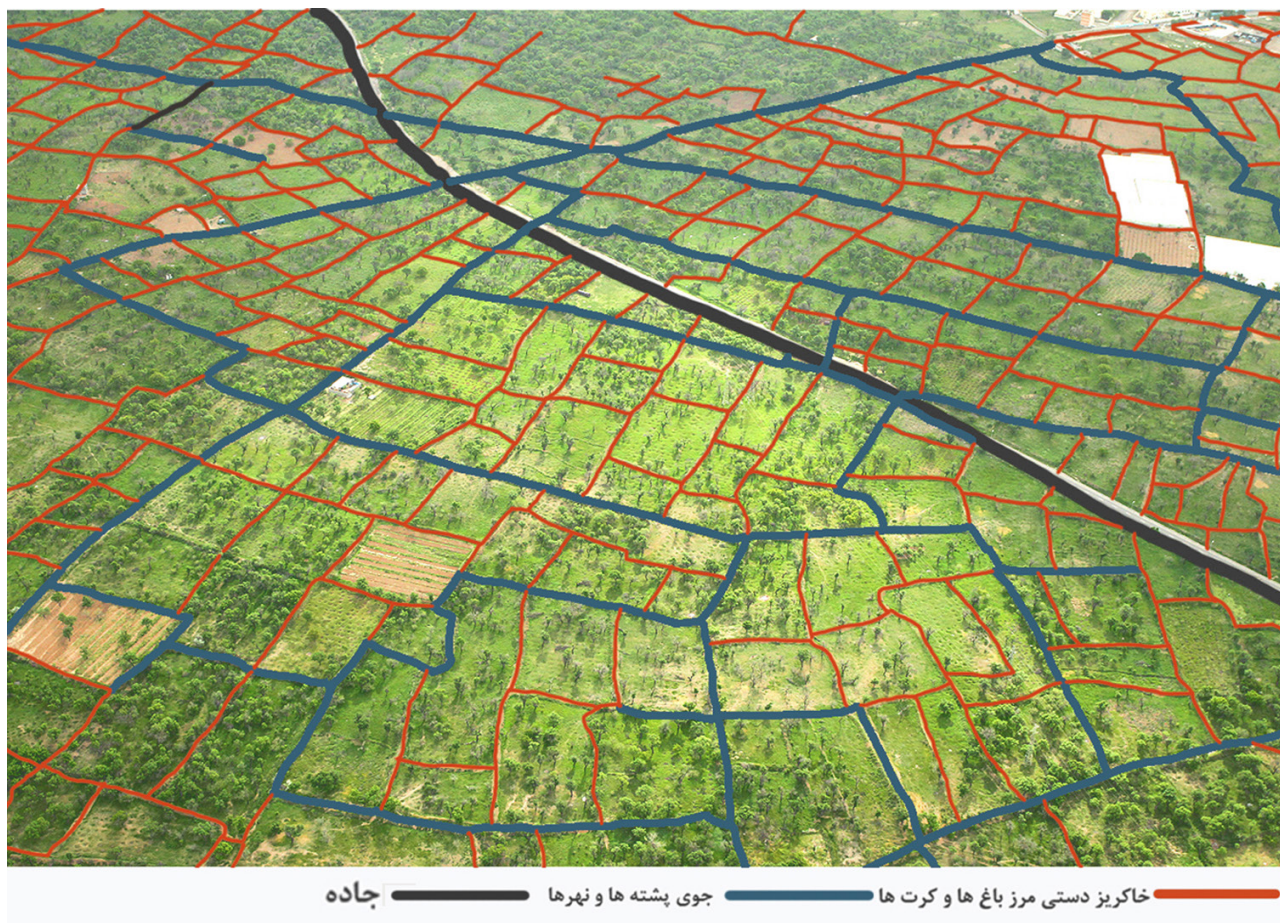 خاکریز دستی مرز باغ ها و کرت ها جوی پشته ها و نهرها جاده